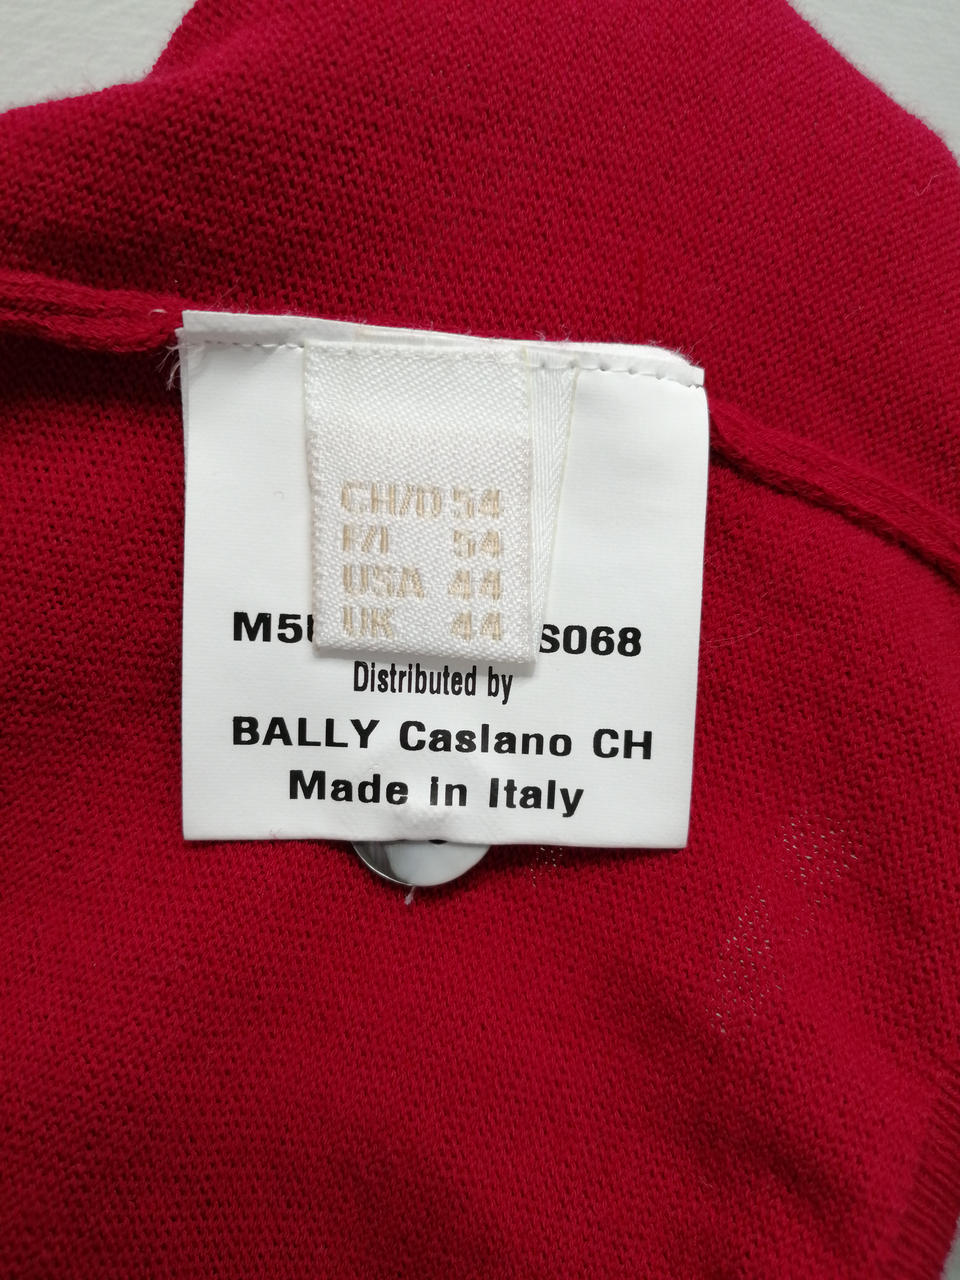 CH/D 54
F/I 54
USA 44
UK 44
S068
Distributed by
BALLY Caslano CH
Made in Italy